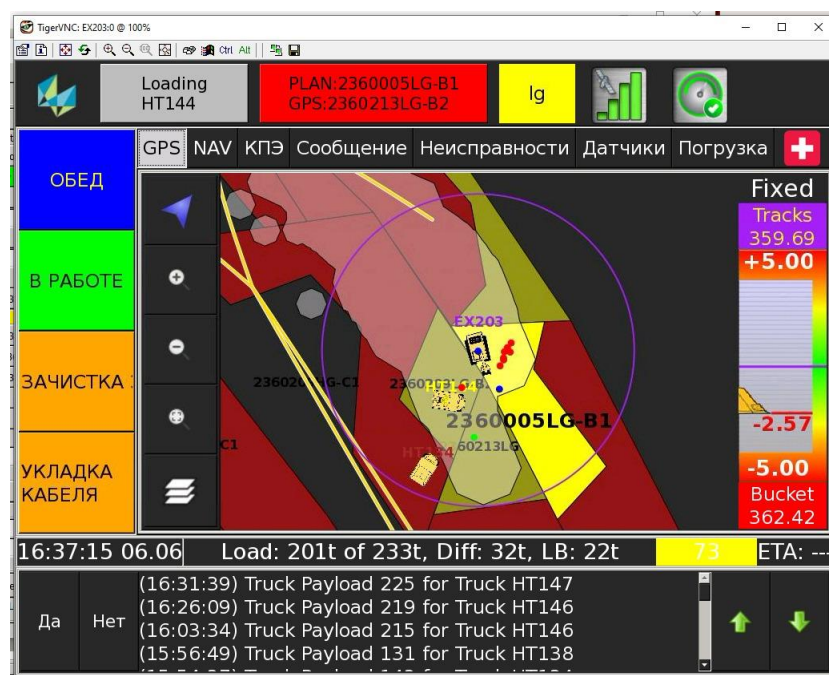 TigerVNC: EX203:0 @ 100%
Ctrl Alt
Loading
HT144
PLAN:2360005LG-B1
GPS:2360213LG-B2
lg
GPS NAV КПЭ Сообщение Неисправности Датчики Погрузка
ОБЕД
В РАБОТЕ
ЗАЧИСТКА
УКЛАДКА
КАБЕЛЯ
EX203
2360005LG-B1
60213LG
HT134
C1
Fixed
Tracks
359.69
+5.00
-2.57
-5.00
Bucket
362.42
16:37:15 06.06 Load: 201t of 233t, Diff: 32t, LB: 22t 73 ETA: --
Да Нет
(16:31:39) Truck Payload 225 for Truck HT147
(16:26:09) Truck Payload 219 for Truck HT146
(16:03:34) Truck Payload 215 for Truck HT146
(15:56:49) Truck Payload 131 for Truck HT138